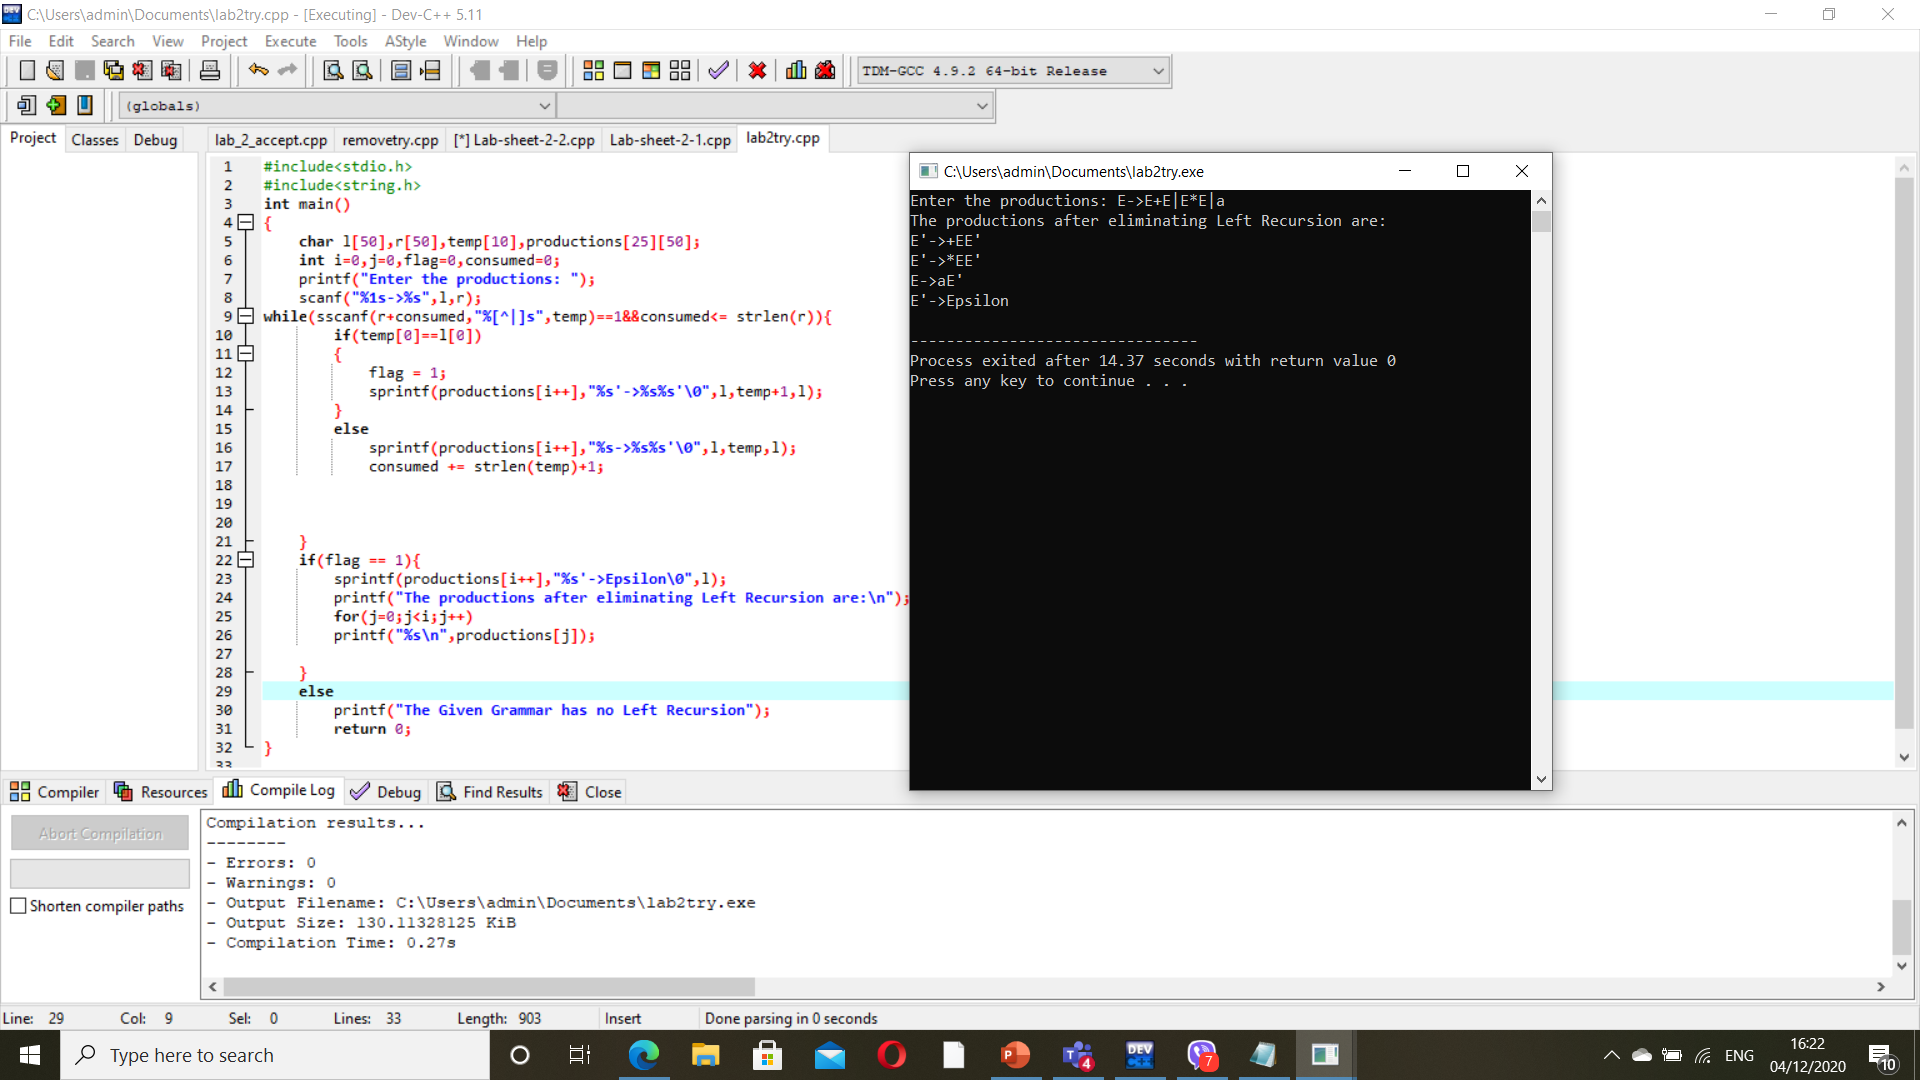 C:\Users\admin\Documents\lab2try.cpp - [Executing] - Dev-C++ 5.11
File Edit Search View Project Execute Tools AStyle Window Help
TDM-GCC 4.9.2 64-bit Release
(globals)
Project Classes Debug lab_2_accept.cpp removetry.cpp [*] Lab-sheet-2-2.cpp Lab-sheet-2-1.cpp lab2try.cpp
1 #include<stdio.h>
2 #include<string.h>
3 int main()
4 {
5 char l[50],r[50],temp[10],productions[25][50];
6 int i=0,j=0,flag=0,consumed=0;
7 printf("Enter the productions: ");
8 scanf("%1s->%s",l,r);
9 while(sscanf(r+consumed,"%[^|]s",temp)==1&&consumed<= strlen(r)){
10 if(temp[0]==l[0])
11 {
12 flag = 1;
13 sprintf(productions[i++],"%s'->%s%s'\0",l,temp+1,l);
14 }
15 else
16 sprintf(productions[i++],"%s->%s%s'\0",l,temp,l);
17 consumed += strlen(temp)+1;
18
19
20
21 }
22 if(flag == 1){
23 sprintf(productions[i++],"%s'->Epsilon\0",l);
24 printf("The productions after eliminating Left Recursion are:\n");
25 for(j=0;j<i;j++)
26 printf("%s\n",productions[j]);
27
28 }
29 else
30 printf("The Given Grammar has no Left Recursion");
31 return 0;
32 }
33
C:\Users\admin\Documents\lab2try.exe
Enter the productions: E->E+E|E*E|a
The productions after eliminating Left Recursion are:
E'->+EE'
E'->*EE'
E->aE'
E'->Epsilon
--------------------------------
Process exited after 14.37 seconds with return value 0
Press any key to continue . . .
Compiler Resources Compile Log Debug Find Results Close
Abort Compilation
Shorten compiler paths
Compilation results...
--------
- Errors: 0
- Warnings: 0
- Output Filename: C:\Users\admin\Documents\lab2try.exe
- Output Size: 130.11328125 KiB
- Compilation Time: 0.27s
Line: 29 Col: 9 Sel: 0 Lines: 33 Length: 903 Insert Done parsing in 0 seconds
Type here to search
4
DEV C++
7
ENG
16:22
04/12/2020
10